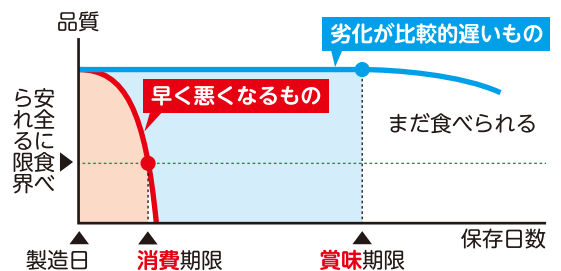 品質
劣化が比較的遅いもの
早く悪くなるもの
まだ食べられる
安全に食べ
られる限界
保存日数
製造日
消費期限
賞味期限